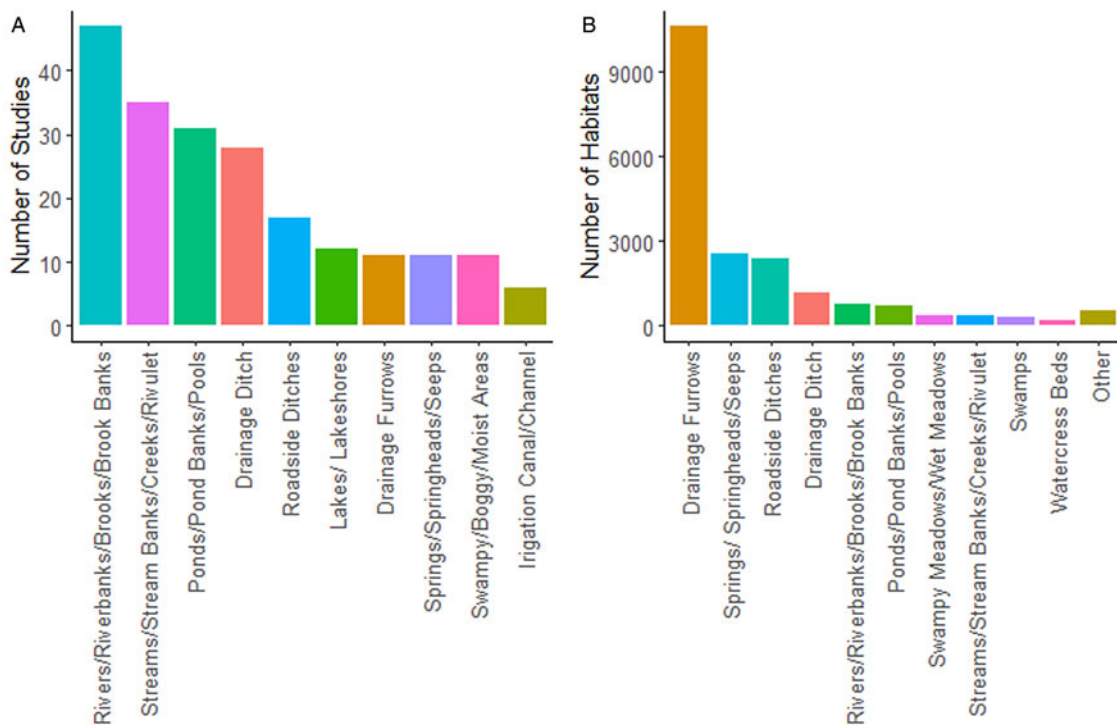 A
Number of Studies
40
30
20
10
0
Rivers/Riverbanks/Brooks/Brook Banks
Streams/Stream Banks/Creeks/Rivulet
Ponds/Pond Banks/Pools
Drainage Ditch
Roadside Ditches
Lakes/ Lakeshores
Drainage Furrows
Springs/Springheads/Seeps
Swampy/Boggy/Moist Areas
Irrigation Canal/Channel
B
Number of Habitats
9000
6000
3000
0
Drainage Furrows
Springs/ Springheads/Seeps
Roadside Ditches
Drainage Ditch
Rivers/Riverbanks/Brooks/Brook Banks
Ponds/Pond Banks/Pools
Swampy Meadows/Wet Meadows
Streams/Stream Banks/Creeks/Rivulet
Swamps
Watercress Beds
Other